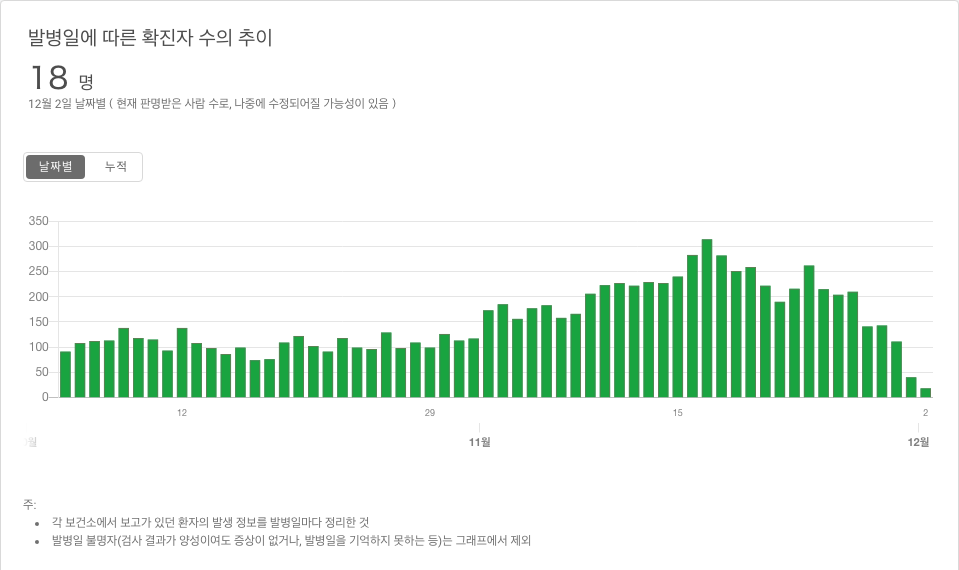 발병일에 따른 확진자 수의 추이
18 명
12월 2일 날짜별 ( 현재 판명받은 사람 수로, 나중에 수정되어질 가능성이 있음 )
날짜별 누적
350
300
250
200
150
100
50
0
12 29 15 2
월 11월 12월
주:
각 보건소에서 보고가 있던 환자의 발생 정보를 발병일마다 정리한 것
발병일 불명자(검사 결과가 양성이여도 증상이 없거나, 발병일을 기억하지 못하는 등)는 그래프에서 제외